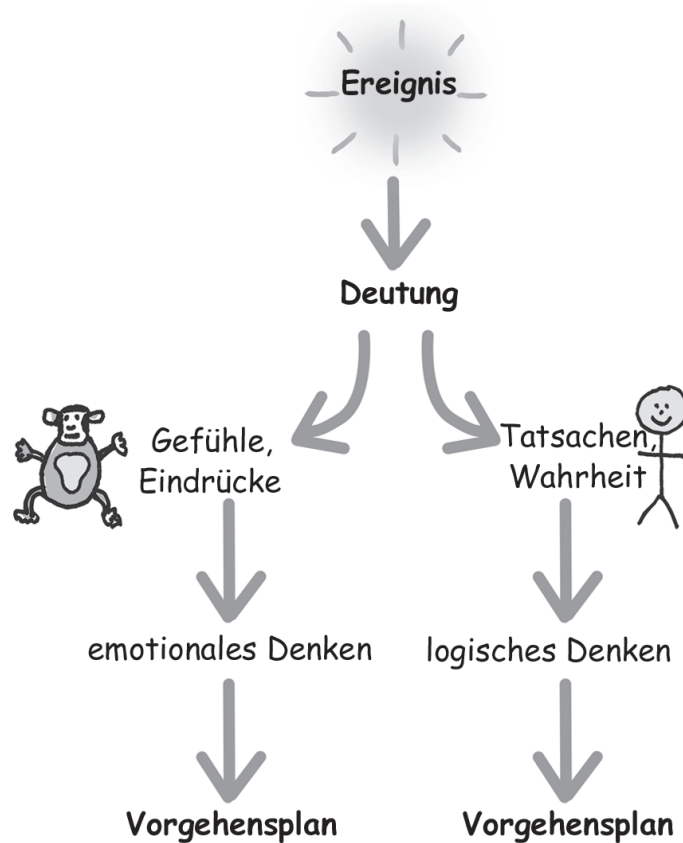 Ereignis
Deutung
Gefühle,
Eindrücke
Tatsachen,
Wahrheit
emotionales Denken
logisches Denken
Vorgehensplan
Vorgehensplan